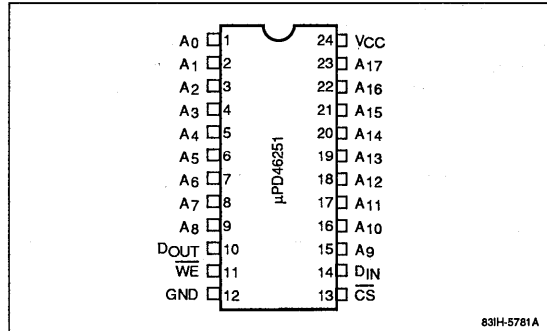 A0 1 24 VCC
A1 2 23 A17
A2 3 22 A16
A3 4 21 A15
A4 5 20 A14
A5 6 19 A13
A6 7 18 A12
A7 8 17 A11
A8 9 16 A10
DOUT 10 15 A9
WE 11 14 DIN
GND 12 13 CS
μPD46251
83IH-5781A